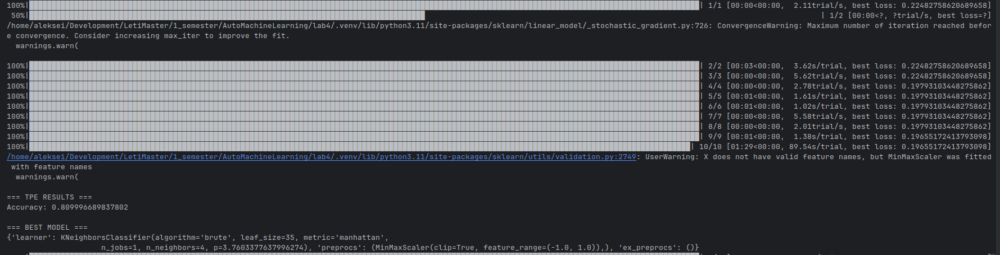 100%| | 1/1 [00:00<00:00, 2.11trial/s, best loss: 0.22482758620689658]
50%| | 1/2 [00:00<?, ?trial/s, best loss=?]
/home/aleksei/Development/LetiMaster/1_semester/AutoMachineLearning/lab4/.venv/lib/python3.11/site-packages/sklearn/linear_model/_stochastic_gradient.py:726: ConvergenceWarning: Maximum number of iteration reached befor
e convergence. Consider increasing max_iter to improve the fit.
warnings.warn(
100%| | 2/2 [00:03<00:00, 3.62s/trial, best loss: 0.22482758620689658]
100%| | 3/3 [00:00<00:00, 5.62trial/s, best loss: 0.22482758620689658]
100%| | 4/4 [00:00<00:00, 2.78trial/s, best loss: 0.19793103448275862]
100%| | 5/5 [00:01<00:00, 1.61trial/s, best loss: 0.19793103448275862]
100%| | 6/6 [00:01<00:00, 1.02trial/s, best loss: 0.19793103448275862]
100%| | 7/7 [00:00<00:00, 5.58trial/s, best loss: 0.19793103448275862]
100%| | 8/8 [00:00<00:00, 2.01trial/s, best loss: 0.19793103448275862]
100%| | 9/9 [00:01<00:00, 1.38trial/s, best loss: 0.19655172413793098]
100%| | 10/10 [01:29<00:00, 89.54s/trial, best loss: 0.19655172413793098]
/home/aleksei/Development/LetiMaster/1_semester/AutoMachineLearning/lab4/.venv/lib/python3.11/site-packages/sklearn/utils/validation.py:2749: UserWarning: X does not have valid feature names, but MinMaxScaler was fitted
with feature names
warnings.warn(
=== TPE RESULTS ===
Accuracy: 0.809996689837802
=== BEST MODEL ===
{'learner': KNeighborsClassifier(algorithm='brute', leaf_size=35, metric='manhattan',
n_jobs=1, n_neighbors=4, p=3.7603377637996274), 'preprocs': (MinMaxScaler(clip=True, feature_range=(-1.0, 1.0)),), 'ex_preprocs': ()}